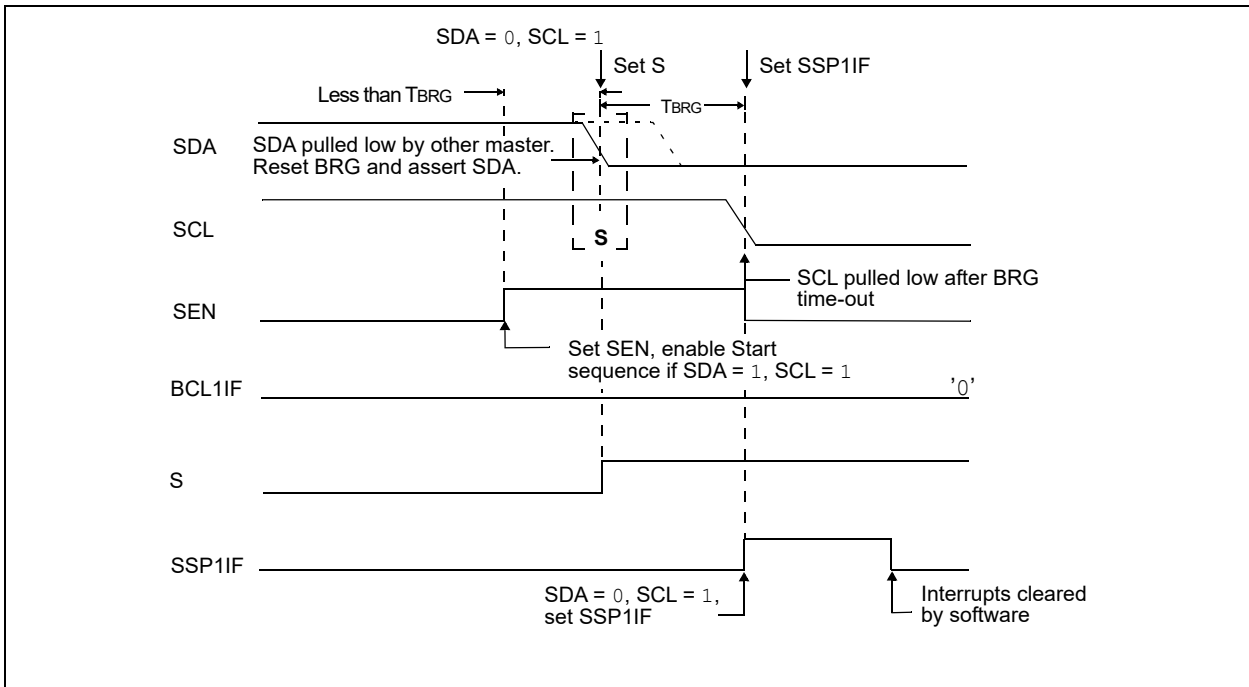 SDA = 0, SCL = 1
Set S
Set SSP1IF
Less than TBRG
TBRG
SDA
SDA pulled low by other master.
Reset BRG and assert SDA.
SCL
S
SCL pulled low after BRG
time-out
SEN
Set SEN, enable Start
sequence if SDA = 1, SCL = 1
BCL1IF
'0'
S
SSP1IF
SDA = 0, SCL = 1,
set SSP1IF
Interrupts cleared
by software